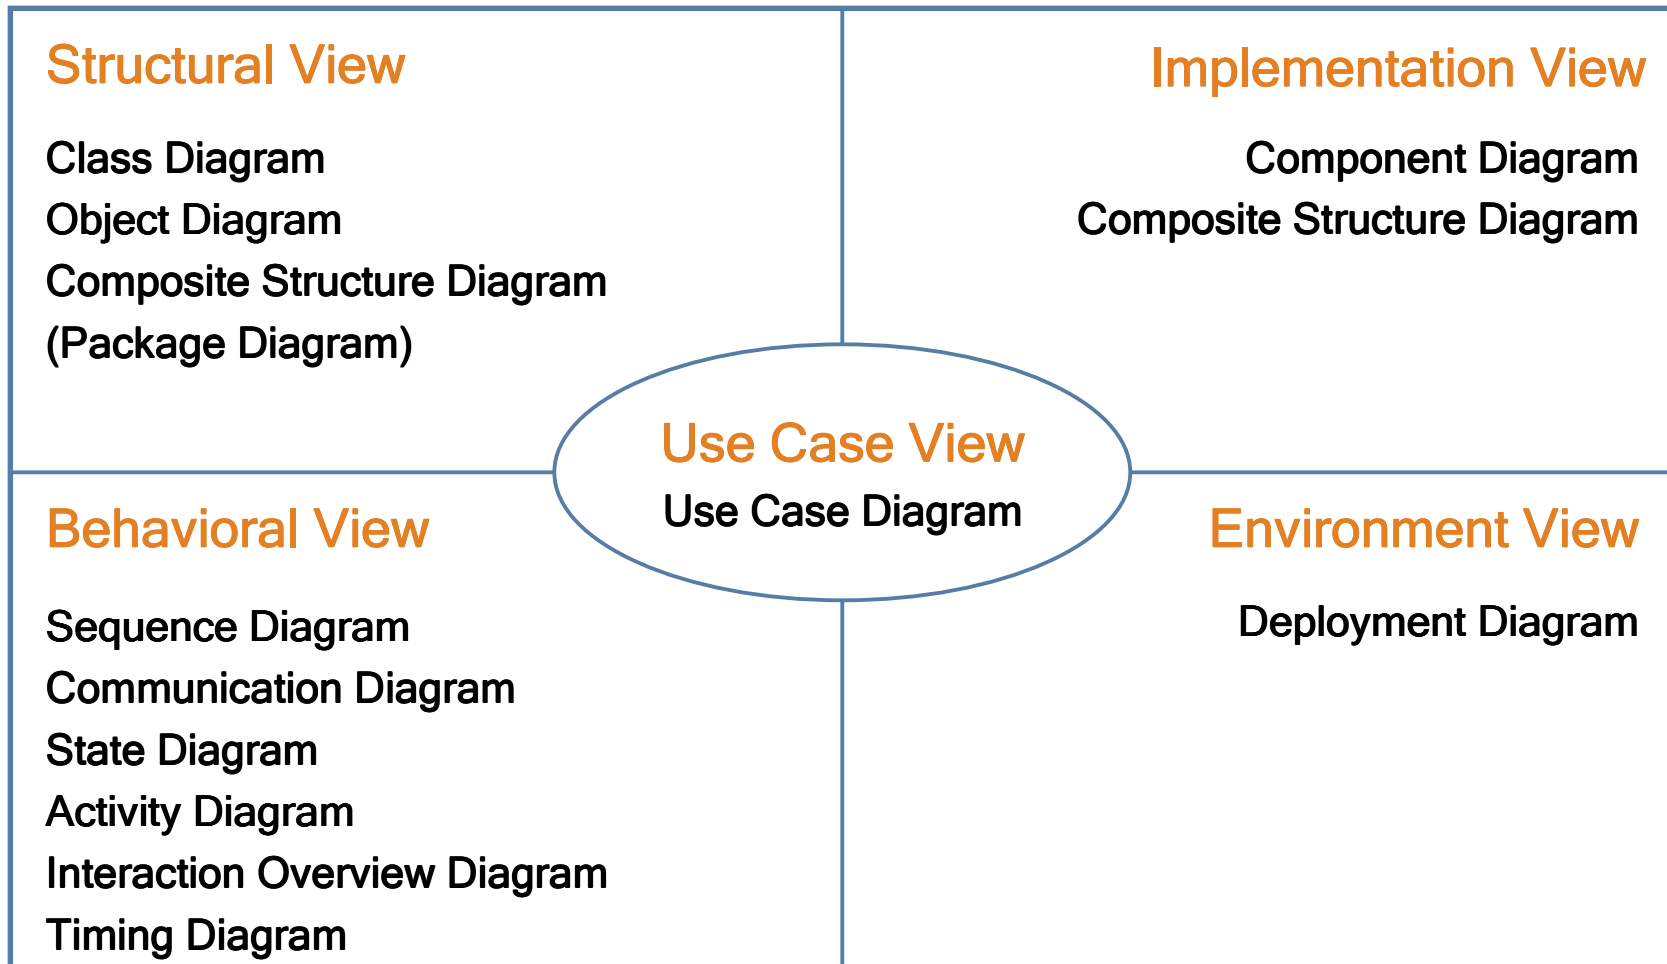 Structural View
Class Diagram
Object Diagram
Composite Structure Diagram
(Package Diagram)
Implementation View
Component Diagram
Composite Structure Diagram
Use Case View
Use Case Diagram
Behavioral View
Sequence Diagram
Communication Diagram
State Diagram
Activity Diagram
Interaction Overview Diagram
Timing Diagram
Environment View
Deployment Diagram